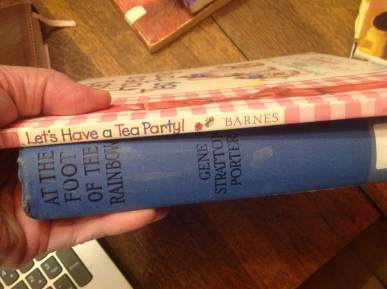 Let's Have a Tea Party! BARNES
AT THE
FOOT
OF THE
RAINBOW
GENE
STRATTON
PORTER